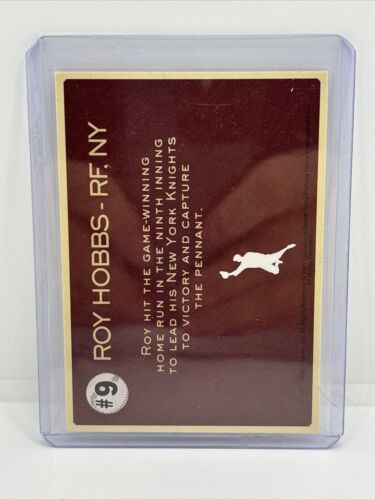 ROY HOBBS - RF, NY
ROY HIT THE GAME-WINNING
HOME RUN IN THE NINTH INNING
TO LEAD HIS NEW YORK KNIGHTS
TO VICTORY AND CAPTURE
THE PENNANT.
#9